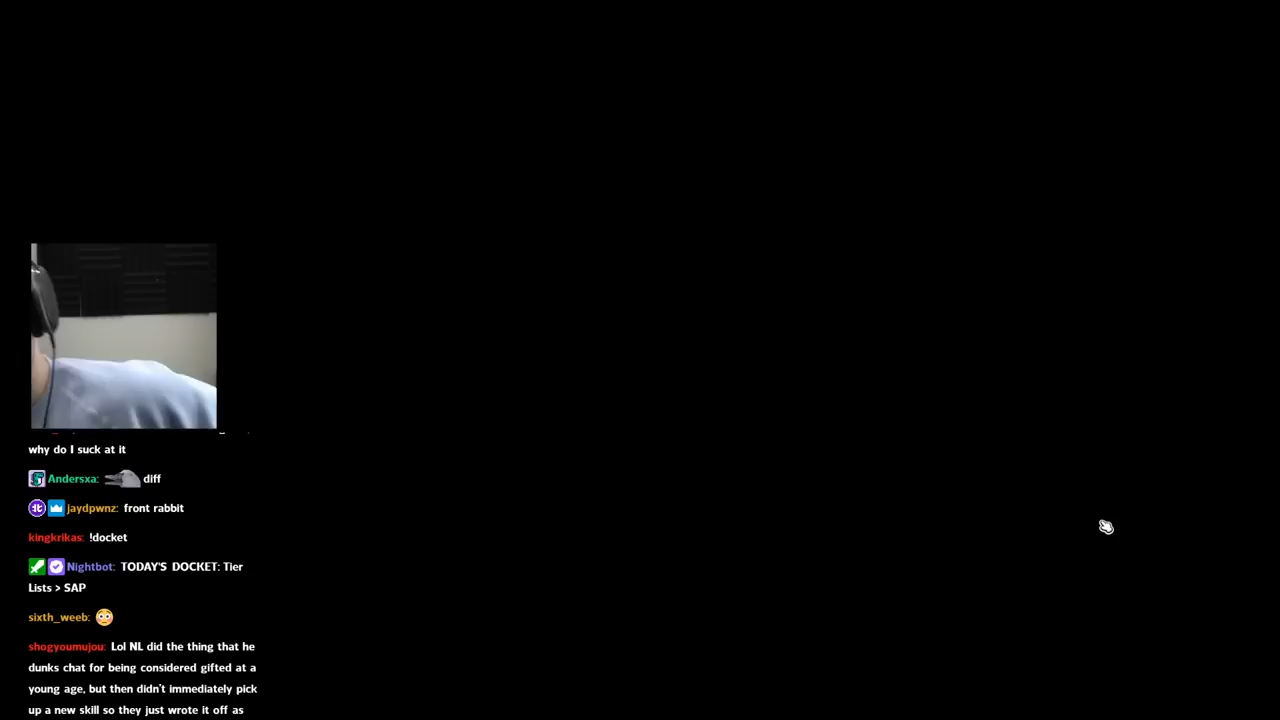 why do I suck at it
Andersxa: diff
jaydpwnz: front rabbit
kingkrikas: !docket
Nightbot: TODAY'S DOCKET: Tier
Lists > SAP
sixth_weeb:
shogyoumujou: Lol NL did the thing that he
dunks chat for being considered gifted at a
young age, but then didn't immediately pick
up a new skill so they just wrote it off as